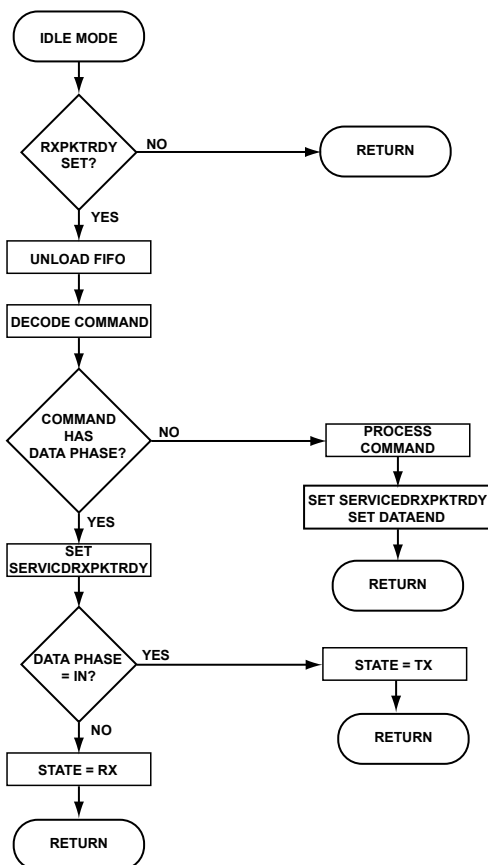 IDLE MODE
RXPKTRDY
SET?
NO
RETURN
YES
UNLOAD FIFO
DECODE COMMAND
COMMAND
HAS
DATA PHASE?
NO
PROCESS
COMMAND
SET SERVICEDRXPKTRDY
SET DATAEND
RETURN
YES
SET
SERVICDRXPKTRDY
DATA PHASE
= IN?
YES
STATE = TX
RETURN
NO
STATE = RX
RETURN